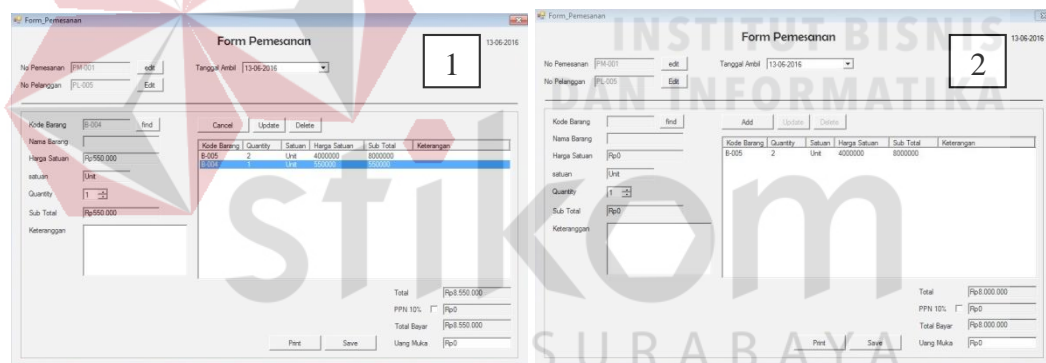 Form_Pemesanan
Form Pemesanan
13-06-2016
1
No Pemesanan PM-001 edit Tanggal Ambil 13-06-2016
No Pelanggan PL-005 Edit
Kode Barang B-004 find Cancel Update Delete
Nama Barang
Harga Satuan Rp550.000
satuan Unit
Quantity 1
Sub Total Rp550.000
Keteranggan
Kode Barang Quantity Satuan Harga Satuan Sub Total Keterangan
B-005 2 Unit 4000000 8000000
B-004 1 Unit 550000 550000
Total Rp8.550.000
PPN 10% Rp0
Total Bayar Rp8.550.000
Print Save Uang Muka Rp0
Form_Pemesanan
Form Pemesanan
13-06-2016
2
No Pemesanan PM-001 edit Tanggal Ambil 13-06-2016
No Pelanggan PL-005 Edit
Kode Barang find Add Update Delete
Nama Barang
Harga Satuan Rp0
satuan Unit
Quantity 1
Sub Total Rp0
Keteranggan
Kode Barang Quantity Satuan Harga Satuan Sub Total Keterangan
B-005 2 Unit 4000000 8000000
Total Rp8.000.000
PPN 10% Rp0
Total Bayar Rp8.000.000
Print Save Uang Muka Rp0
INSTITUT BISNIS
DAN INFORMATIKA
stikom
SURABAYA